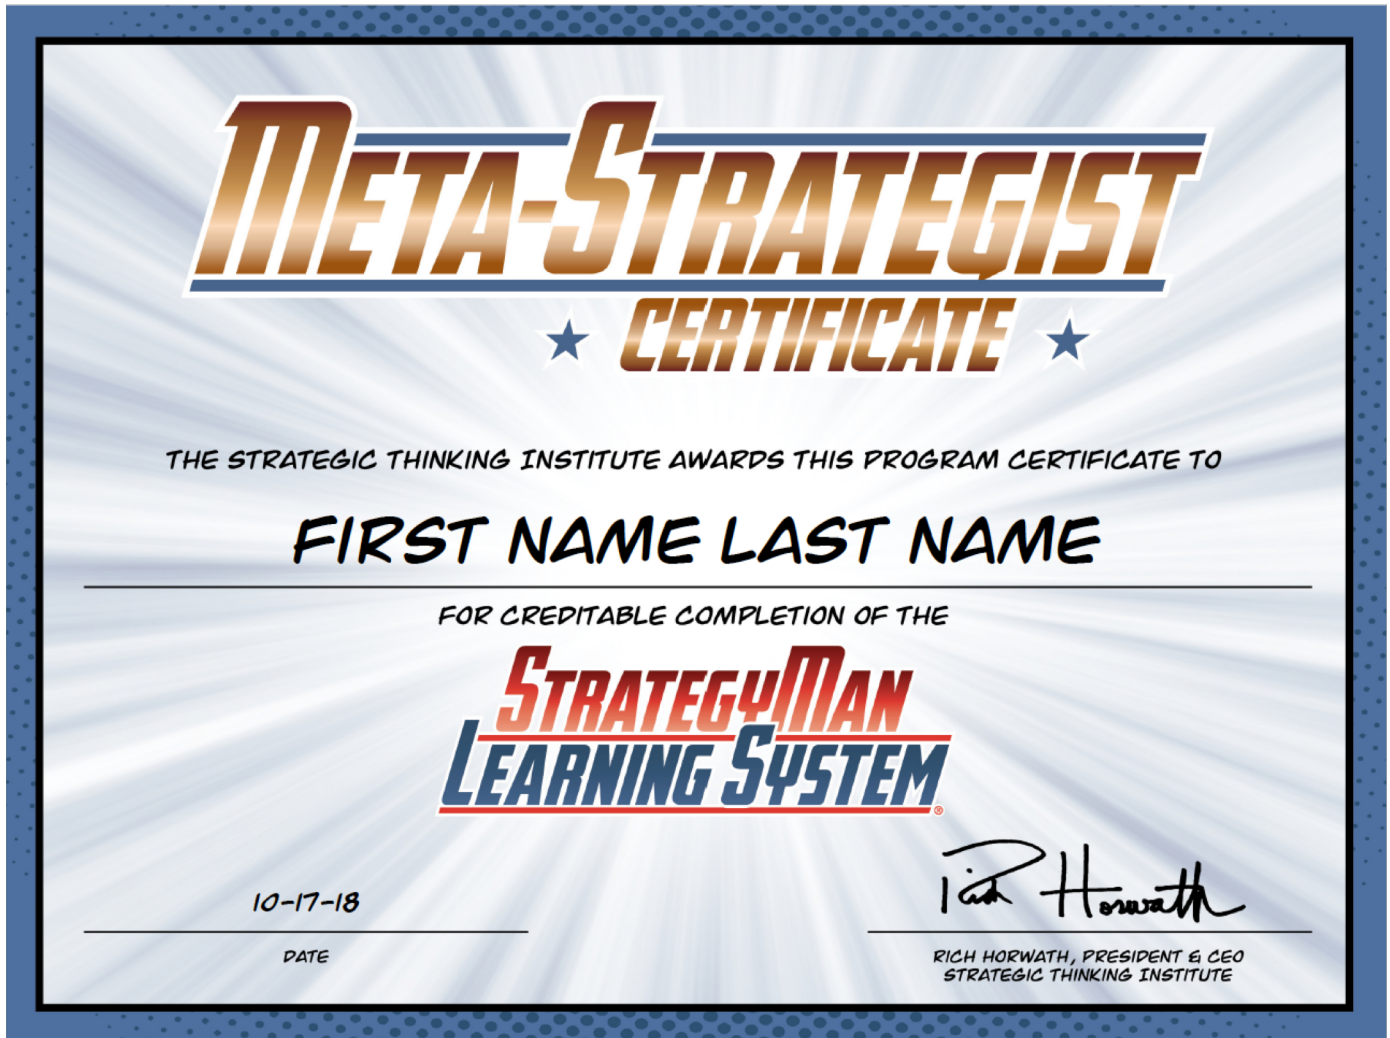 META-STRATEGIST
CERTIFICATE
THE STRATEGIC THINKING INSTITUTE AWARDS THIS PROGRAM CERTIFICATE TO
FIRST NAME LAST NAME
FOR CREDITABLE COMPLETION OF THE
STRATEGYMAN
LEARNING SYSTEM®
Rich Horwath
10-17-18
DATE
RICH HORWATH, PRESIDENT & CEO
STRATEGIC THINKING INSTITUTE